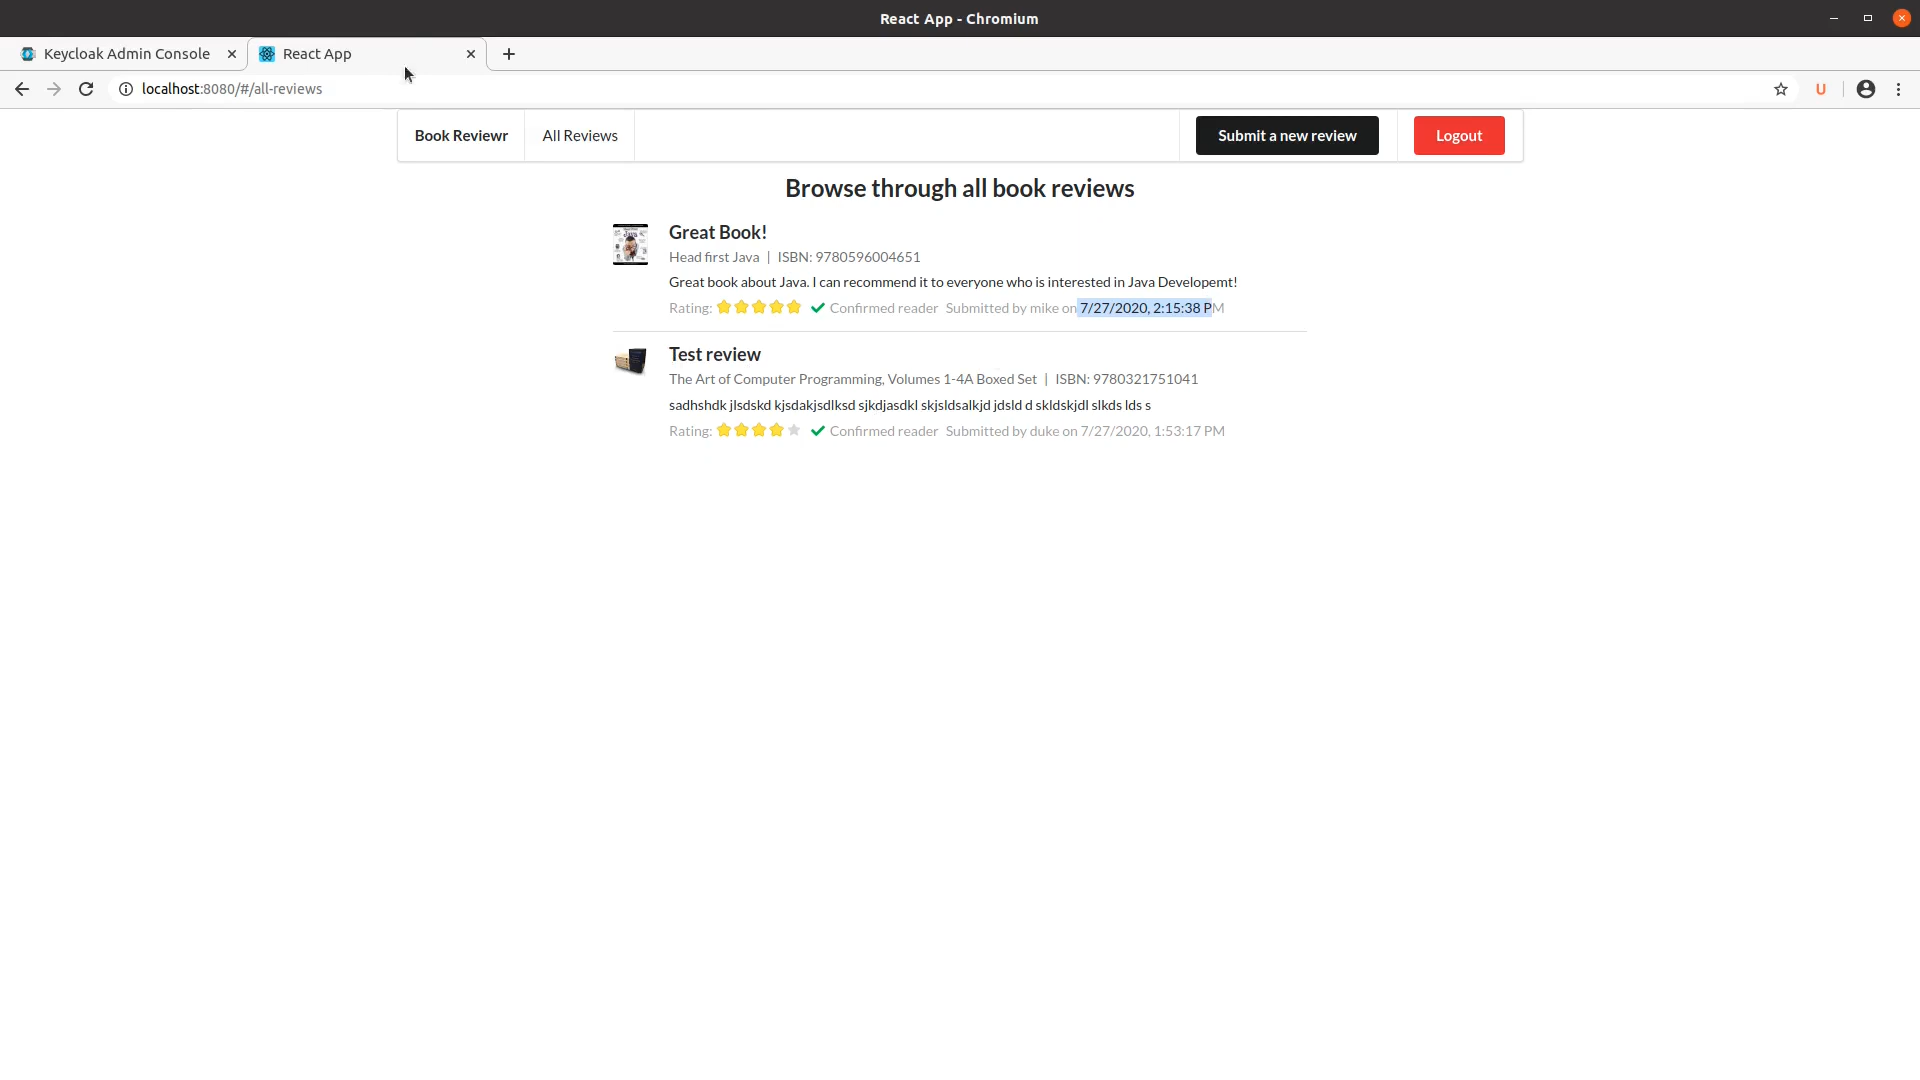 React App - Chromium
Keycloak Admin Console
React App
localhost:8080/#/all-reviews
U
Book Reviewr
All Reviews
Submit a new review
Logout
Browse through all book reviews
Great Book!
Head first Java | ISBN: 9780596004651
Great book about Java. I can recommend it to everyone who is interested in Java Developemt!
Rating: Confirmed reader Submitted by mike on 7/27/2020, 2:15:38 PM
Test review
The Art of Computer Programming, Volumes 1-4A Boxed Set | ISBN: 9780321751041
sadhshdk jlsdskd kjsdakjsdlksd sjkdjasdkl skjsldsalkjd jdsld d skldskjdl slkds lds s
Rating: Confirmed reader Submitted by duke on 7/27/2020, 1:53:17 PM